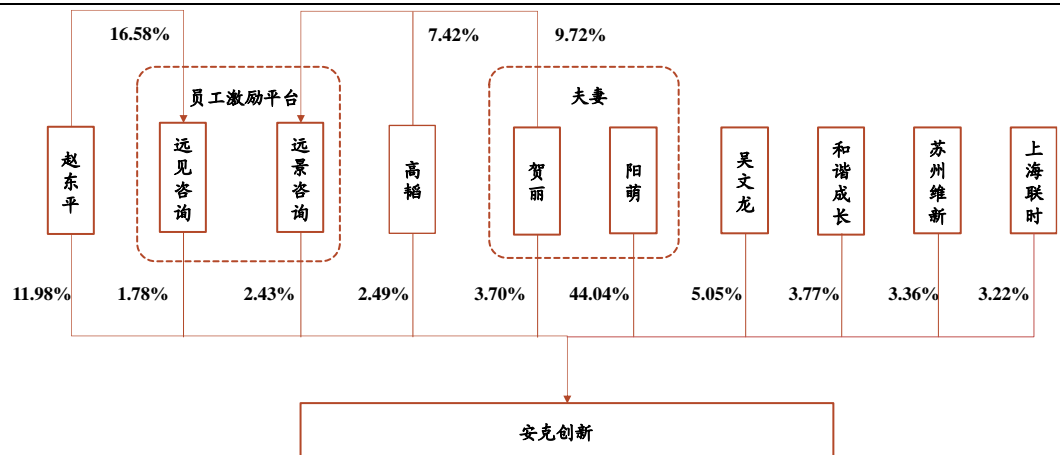 16.58%
7.42%
9.72%
员工激励平台
夫妻
赵东平
远见咨询
远景咨询
高韬
贺丽
阳萌
吴文龙
和谐成长
苏州维新
上海联时
11.98%
1.78%
2.43%
2.49%
3.70%
44.04%
5.05%
3.77%
3.36%
3.22%
安克创新